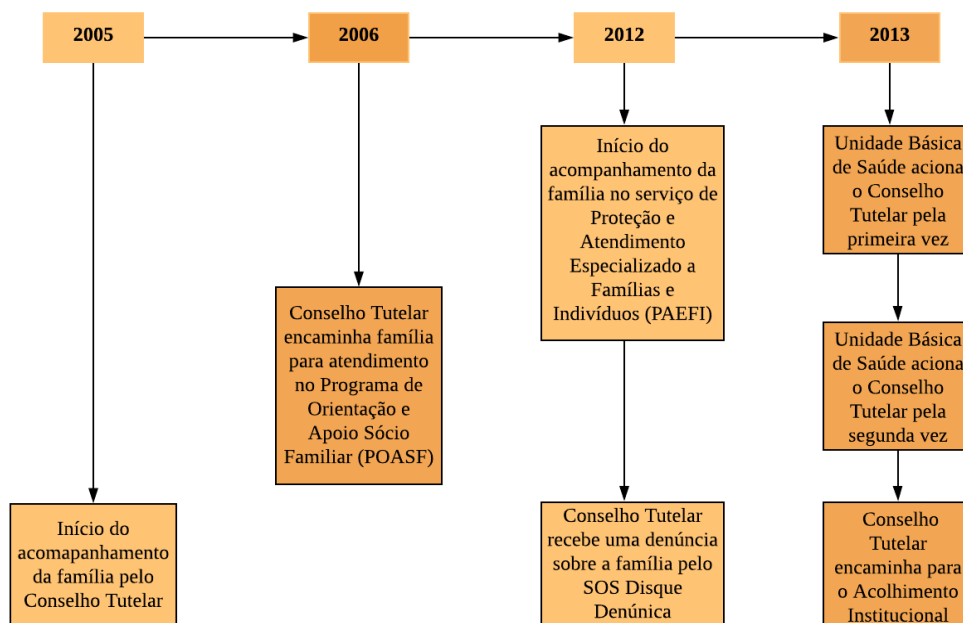 2005
2006
2012
2013
Início do
acomapanhamento
da família pelo
Conselho Tutelar
Conselho Tutelar
encaminha família
para atendimento
no Programa de
Orientação e
Apoio Sócio
Familiar (POASF)
Início do
acompanhamento da
família no serviço de
Proteção e
Atendimento
Especializado a
Famílias e
Indivíduos (PAEFI)
Conselho Tutelar
recebe uma denúncia
sobre a família pelo
SOS Disque
Denúnica
Unidade Básica
de Saúde aciona
o Conselho
Tutelar pela
primeira vez
Unidade Básica
de Saúde aciona
o Conselho
Tutelar pela
segunda vez
Conselho
Tutelar
encaminha para
o Acolhimento
Institucional